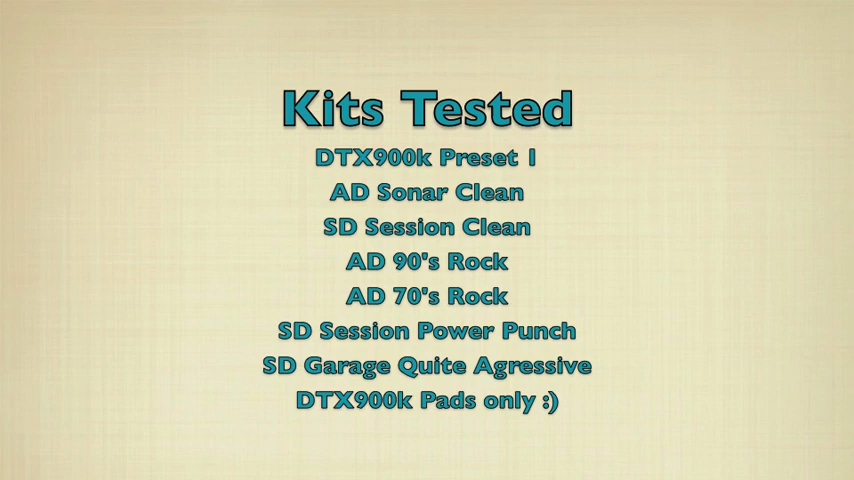 Kits Tested
DTX900k Preset 1
AD Sonar Clean
SD Session Clean
AD 90's Rock
AD 70's Rock
SD Session Power Punch
SD Garage Quite Agressive
DTX900k Pads only :)